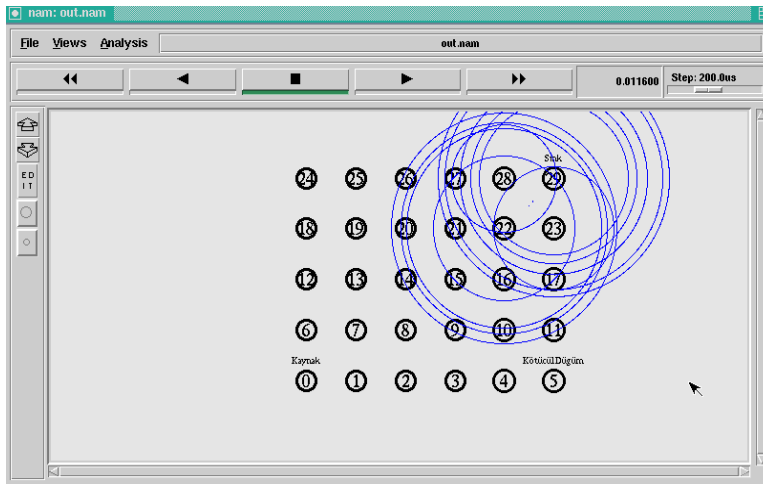 nam: out.nam
File Views Analysis out.nam
0.011600 Step: 200.0us
ED
IT
Sink
24 25 26 27 28 29
18 19 20 21 22 23
12 13 14 15 16 17
6 7 8 9 10 11
Kaynak KötücülDügüm
0 1 2 3 4 5